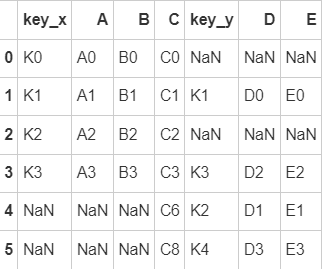 key_x A B C key_y D E
0 K0 A0 B0 C0 NaN NaN NaN
1 K1 A1 B1 C1 K1 D0 E0
2 K2 A2 B2 C2 NaN NaN NaN
3 K3 A3 B3 C3 K3 D2 E2
4 NaN NaN NaN C6 K2 D1 E1
5 NaN NaN NaN C8 K4 D3 E3